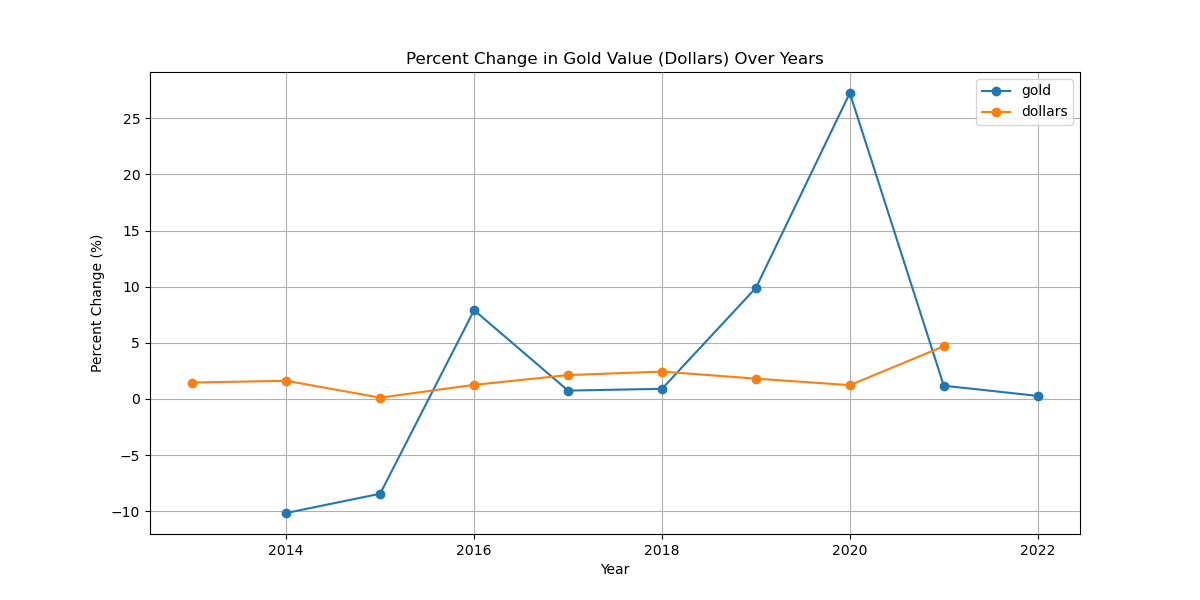 Percent Change in Gold Value (Dollars) Over Years
gold
dollars
25
20
15
10
5
0
−5
−10
Percent Change (%)
2014 2016 2018 2020 2022
Year